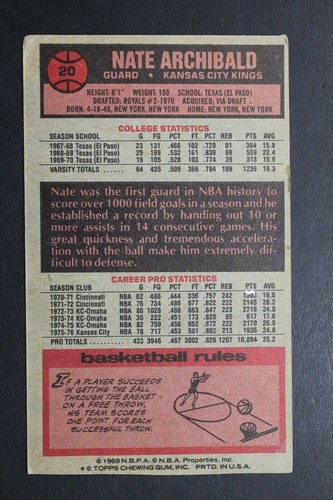 20
NATE ARCHIBALD
GUARD • KANSAS CITY KINGS
HEIGHT: 6'1" WEIGHT: 150 SCHOOL: TEXAS (EL PASO)
DRAFTED: ROYALS #2-1970 ACQUIRED: VIA DRAFT
BORN: 4-18-48, NEW YORK, NEW YORK HOME: NEW YORK, NEW YORK
COLLEGE STATISTICS
SEASON SCHOOL G FG PCT FT PCT REB PTS AVG
1967-68 Texas (El Paso) 23 131 .466 102 .729 81 364 15.8
1968-69 Texas (El Paso) 25 199 .532 161 .830 69 559 22.4
1969-70 Texas (El Paso) 16 105 .528 103 .774 39 313 19.6
VARSITY TOTALS 64 435 .509 366 .784 189 1236 19.3
Nate was the first guard in NBA history to
score over 1000 field goals in a season and he
established a record by handing out 10 or
more assists in 14 consecutive games. His
great quickness and tremendous accelera-
tion with the ball make him extremely dif-
ficult to defense.
CAREER PRO STATISTICS
SEASON CLUB G FG PCT FT PCT REB PTS AVG
1970-71 Cincinnati NBA 82 486 .444 336 .757 242 16.0
1971-72 Cincinnati NBA 76 734 .486 677 .822 222 2145 28.2
1972-73 KC-Omaha NBA 80 1028 .488 663 .847 223 2719 34.0
1973-74 KC-Omaha NBA 35 222 .451 173 .820 85 617 17.6
1974-75 KC-Omaha NBA 82 759 .456 652 .872 222 2170 26.5
1975-76 Kansas City NBA 78 717 .453 501 .802 213 1935 24.8
PRO TOTALS 433 3946 .467 3002 .826 1207 10,894 25.2
basketball rules
IF A PLAYER SUCCEEDS
IN GETTING THE BALL
THROUGH THE BASKET
ON A FREE THROW,
HIS TEAM SCORES
ONE POINT FOR EACH
SUCCESSFUL THROW.
© 1969 N.B.P.A. © N.B.A. Properties, Inc.
★ © TOPPS CHEWING GUM, INC. PRTD. IN U.S.A.